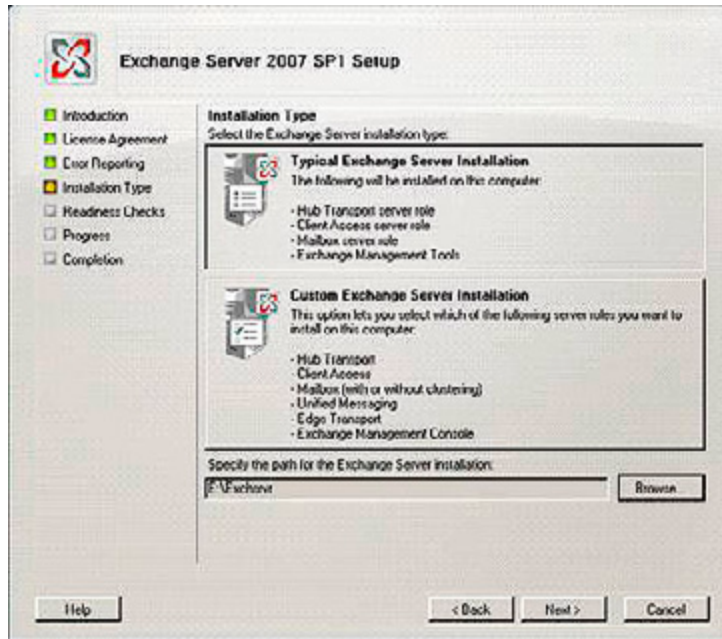 Exchange Server 2007 SP1 Setup
Introduction
License Agreement
Error Reporting
Installation Type
Readiness Checks
Progress
Completion
Installation Type
Select the Exchange Server installation type:
Typical Exchange Server Installation
The following will be installed on this computer:
- Hub Transport server role
- Client Access server role
- Mailbox server role
- Exchange Management Tools
Custom Exchange Server Installation
This option lets you select which of the following server roles you want to
install on this computer:
- Hub Transport
- Client Access
- Mailbox (with or without clustering)
- Unified Messaging
- Edge Transport
- Exchange Management Console
Specify the path for the Exchange Server installation:
Browse...
Help
< Back
Next >
Cancel